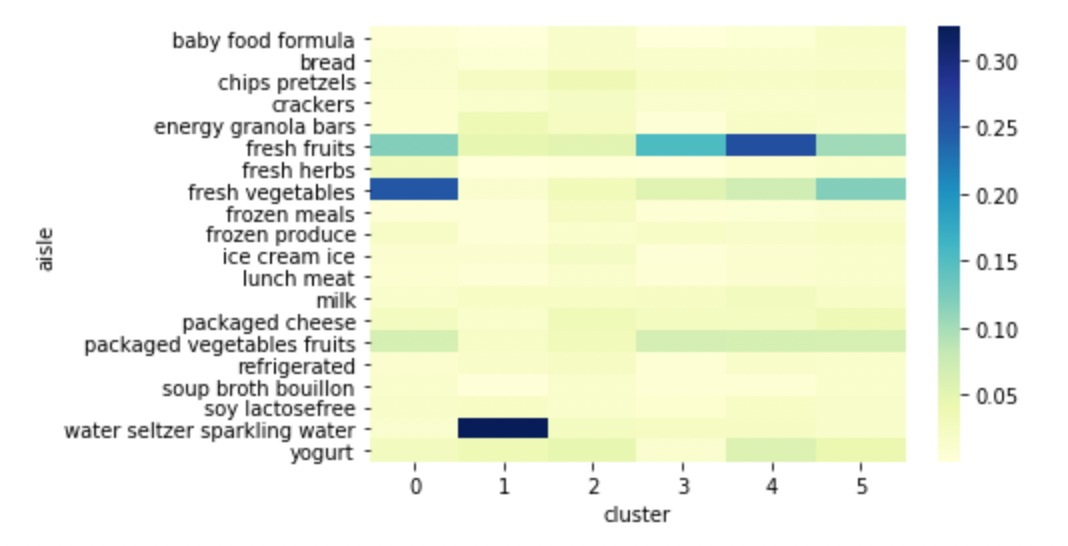 aisle
baby food formula
bread
chips pretzels
crackers
energy granola bars
fresh fruits
fresh herbs
fresh vegetables
frozen meals
frozen produce
ice cream ice
lunch meat
milk
packaged cheese
packaged vegetables fruits
refrigerated
soup broth bouillon
soy lactosefree
water seltzer sparkling water
yogurt
0 1 2 3 4 5
cluster
0.30
0.25
0.20
0.15
0.10
0.05